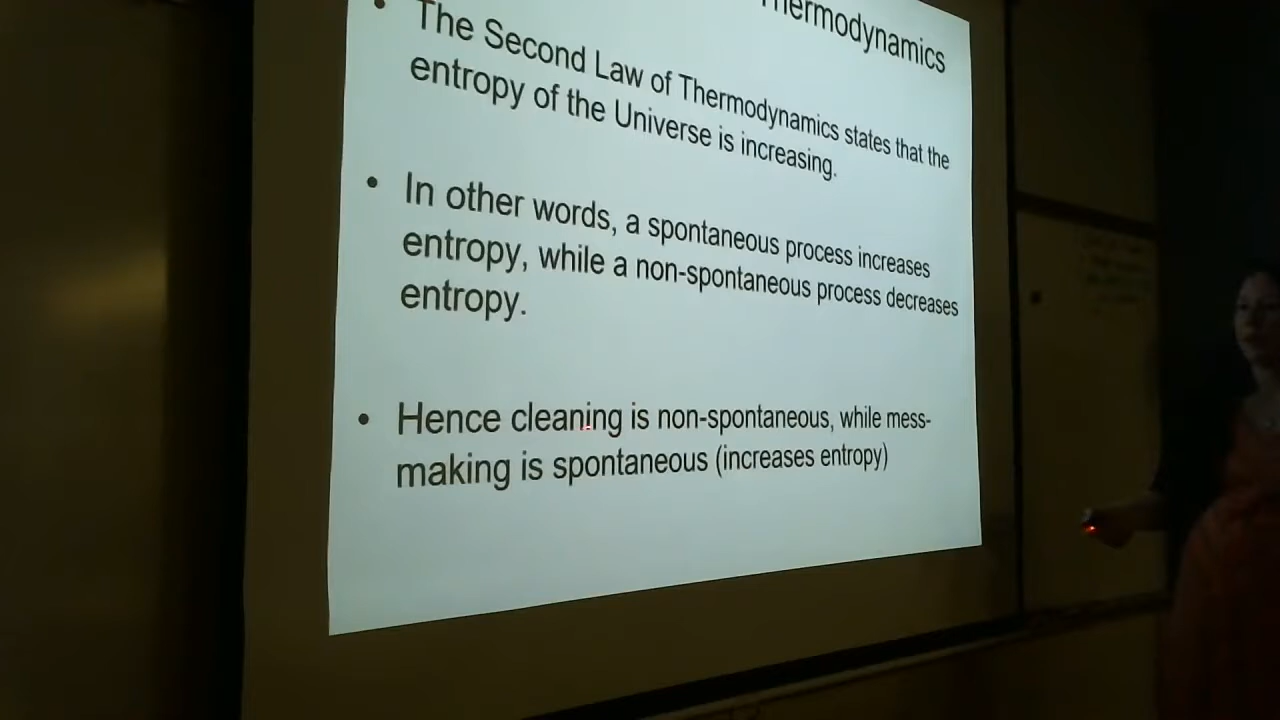 Thermodynamics
• The Second Law of Thermodynamics states that the
entropy of the Universe is increasing.
• In other words, a spontaneous process increases
entropy, while a non-spontaneous process decreases
entropy.
• Hence cleaning is non-spontaneous, while mess-
making is spontaneous (increases entropy)